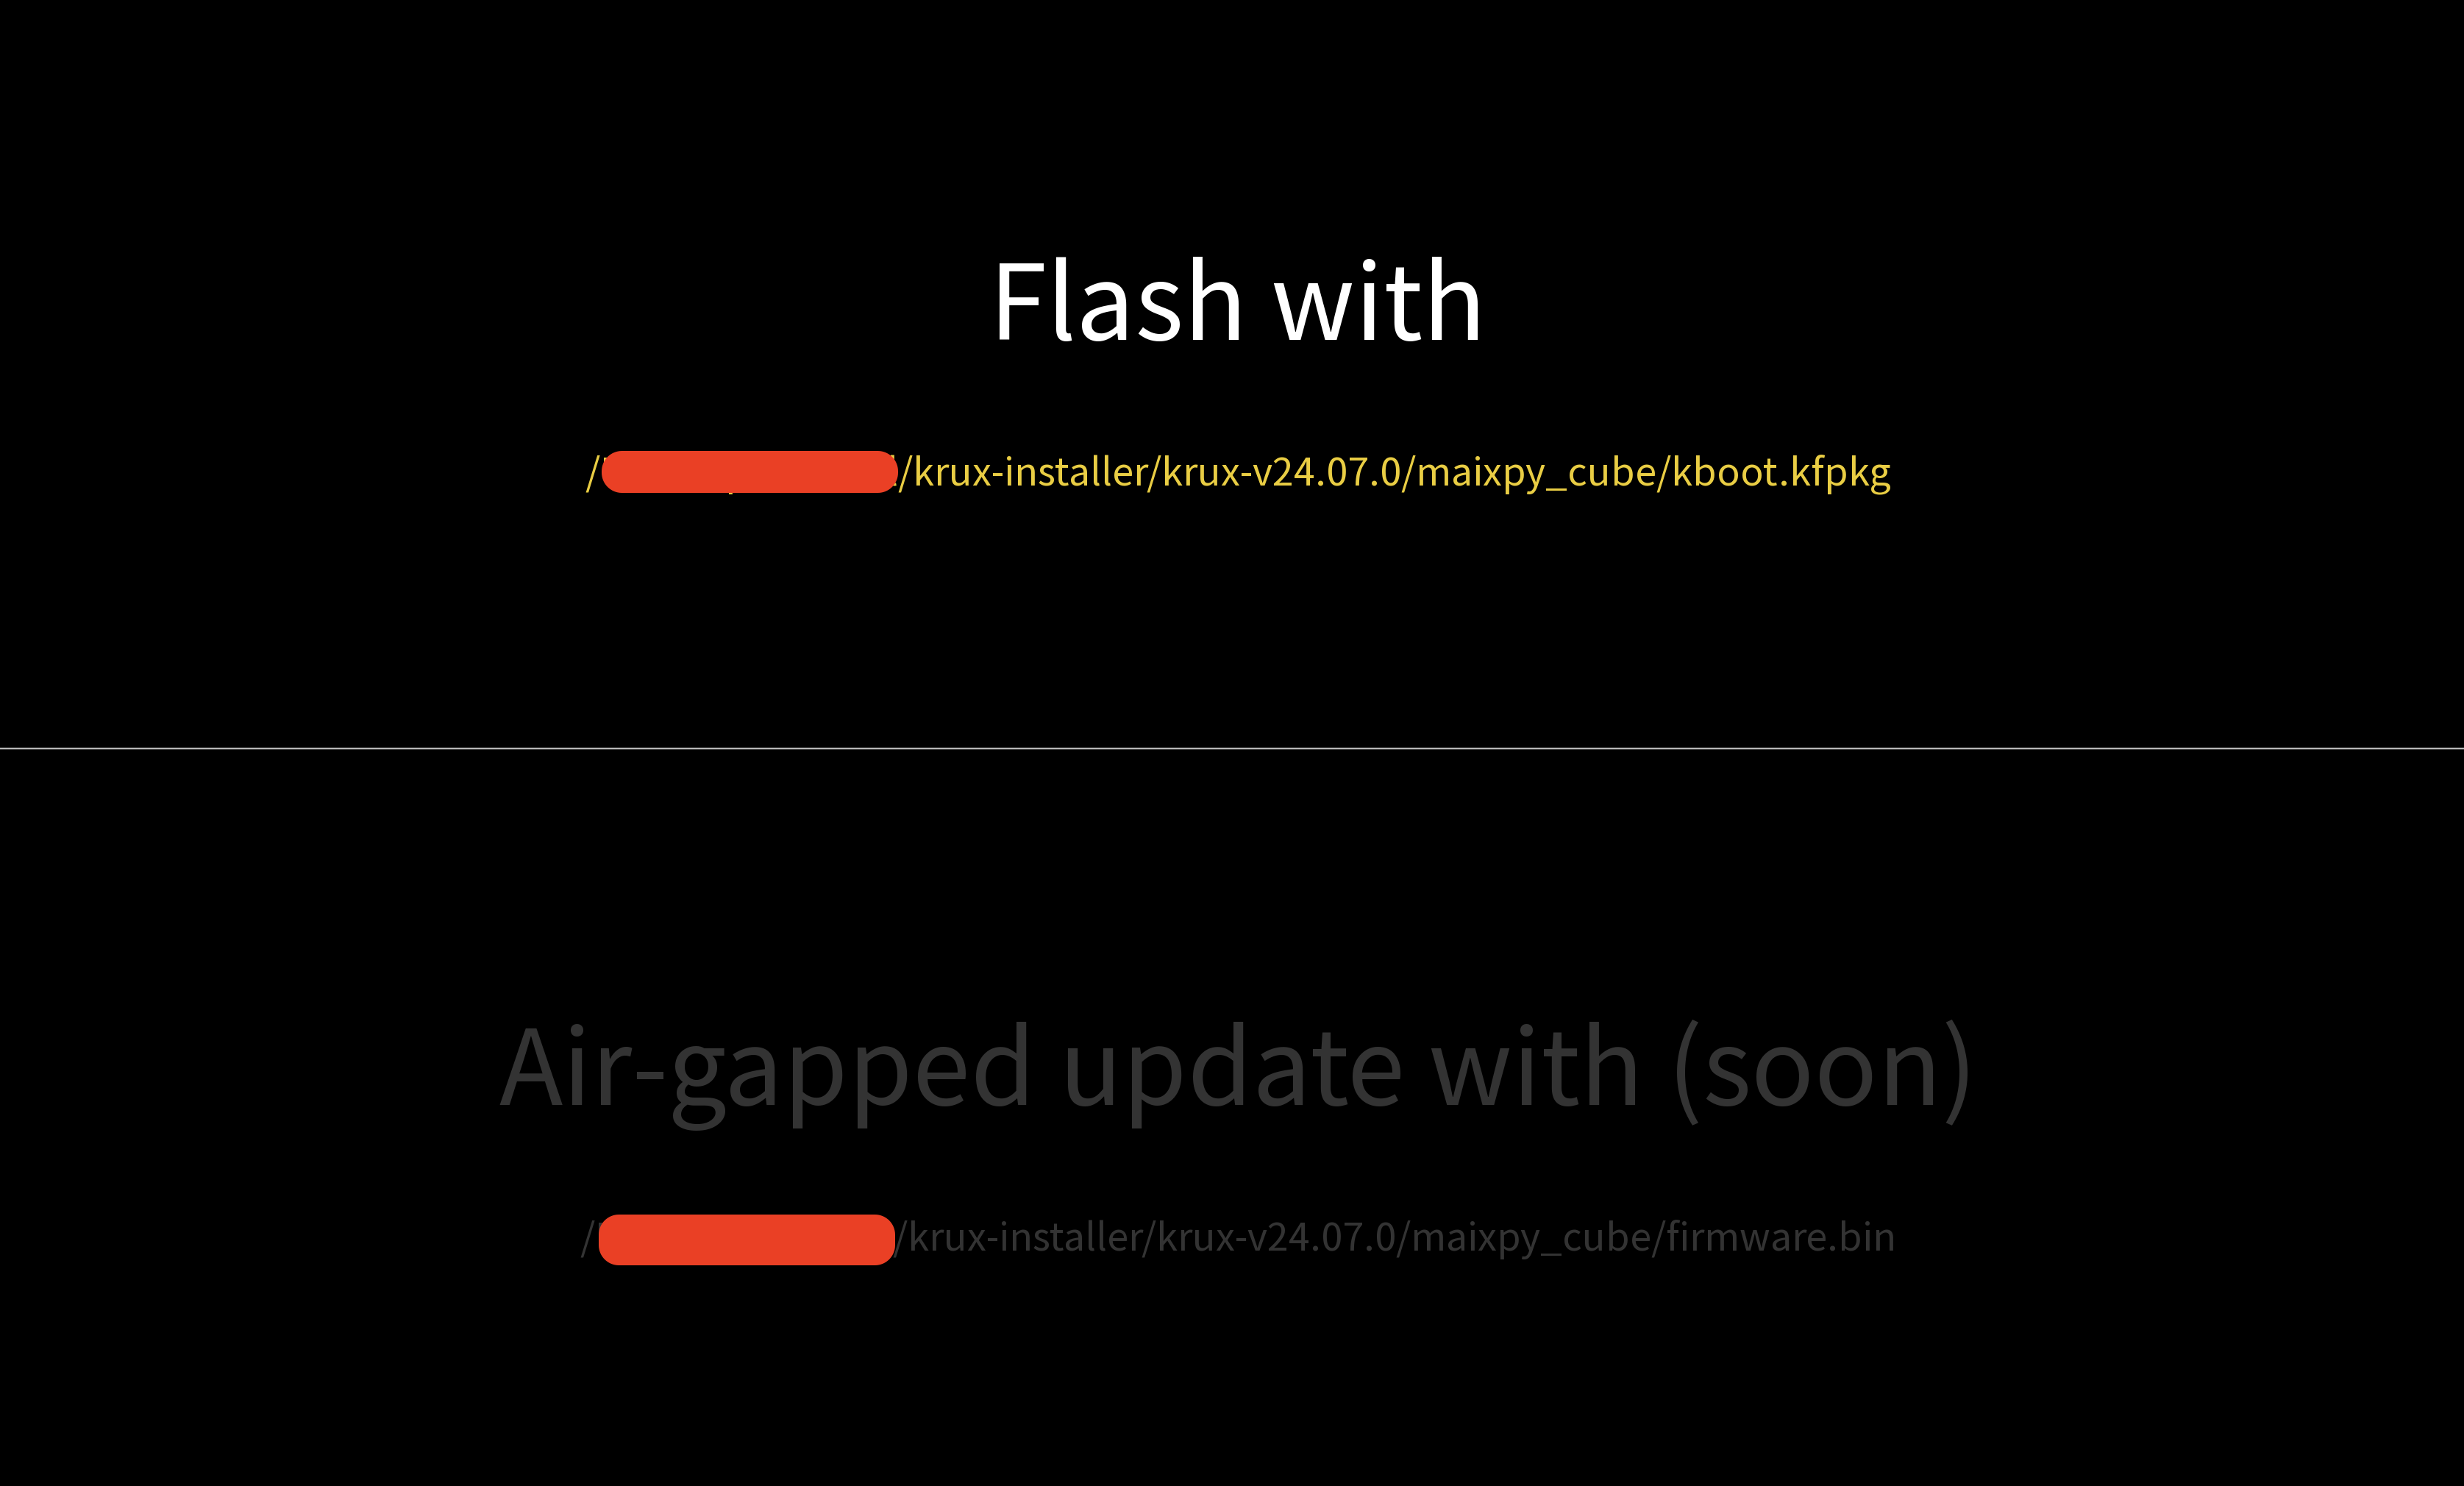 Flash with
/krux-installer/krux-v24.07.0/maixpy_cube/kboot.kfpkg
Air-gapped update with (soon)
/krux-installer/krux-v24.07.0/maixpy_cube/firmware.bin